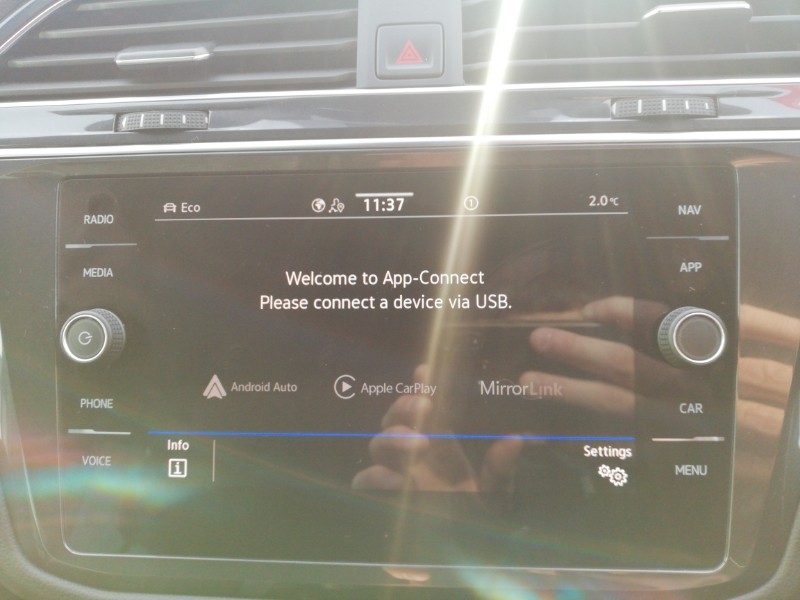 RADIO
MEDIA
PHONE
VOICE
Eco
11:37
1
2.0°C
Welcome to App-Connect
Please connect a device via USB.
Android Auto
Apple CarPlay
MirrorLink
Info
i
Settings
NAV
APP
CAR
MENU